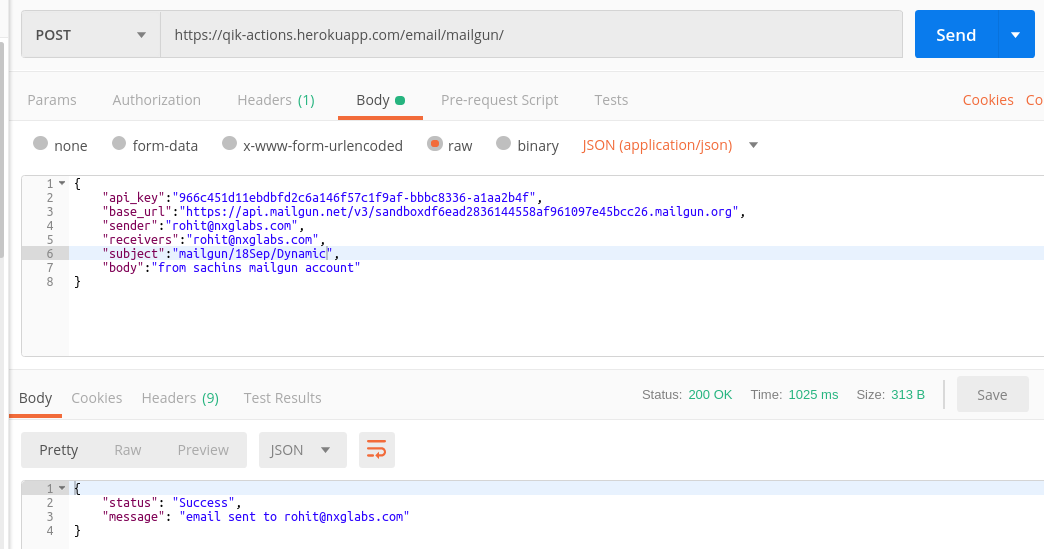 POST https://qik-actions.herokuapp.com/email/mailgun/ Send
Params Authorization Headers (1) Body Pre-request Script Tests Cookies Co
none form-data x-www-form-urlencoded raw binary JSON (application/json)
1 {
2 "api_key":"966c451d11ebdbfd2c6a146f57c1f9af-bbbc8336-a1aa2b4f",
3 "base_url":"https://api.mailgun.net/v3/sandboxdf6ead2836144558af961097e45bcc26.mailgun.org",
4 "sender":"rohit@nxglabs.com",
5 "receivers":"rohit@nxglabs.com",
6 "subject":"mailgun/18Sep/Dynamic",
7 "body":"from sachins mailgun account"
8 }
Body Cookies Headers (9) Test Results Status: 200 OK Time: 1025 ms Size: 313 B Save
Pretty Raw Preview JSON
1 {
2 "status": "Success",
3 "message": "email sent to rohit@nxglabs.com"
4 }